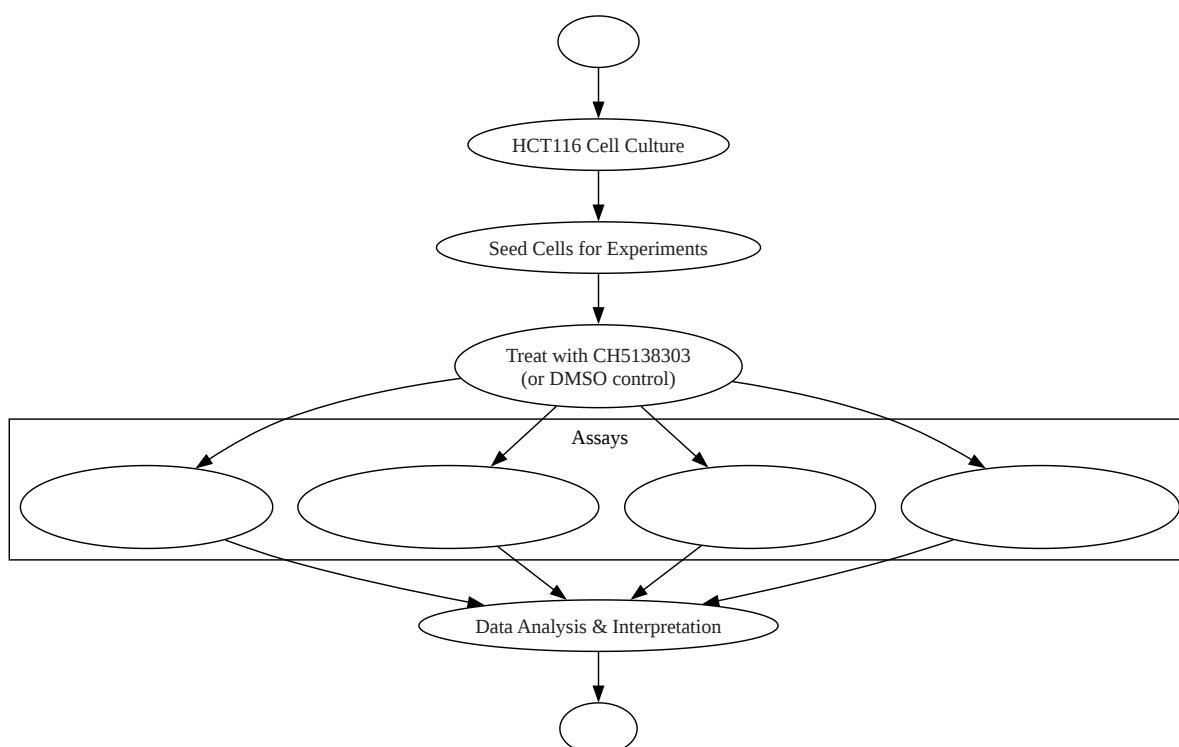 HCT116 Cell Culture
Seed Cells for Experiments
Treat with CH5138303
(or DMSO control)
Assays
Data Analysis & Interpretation